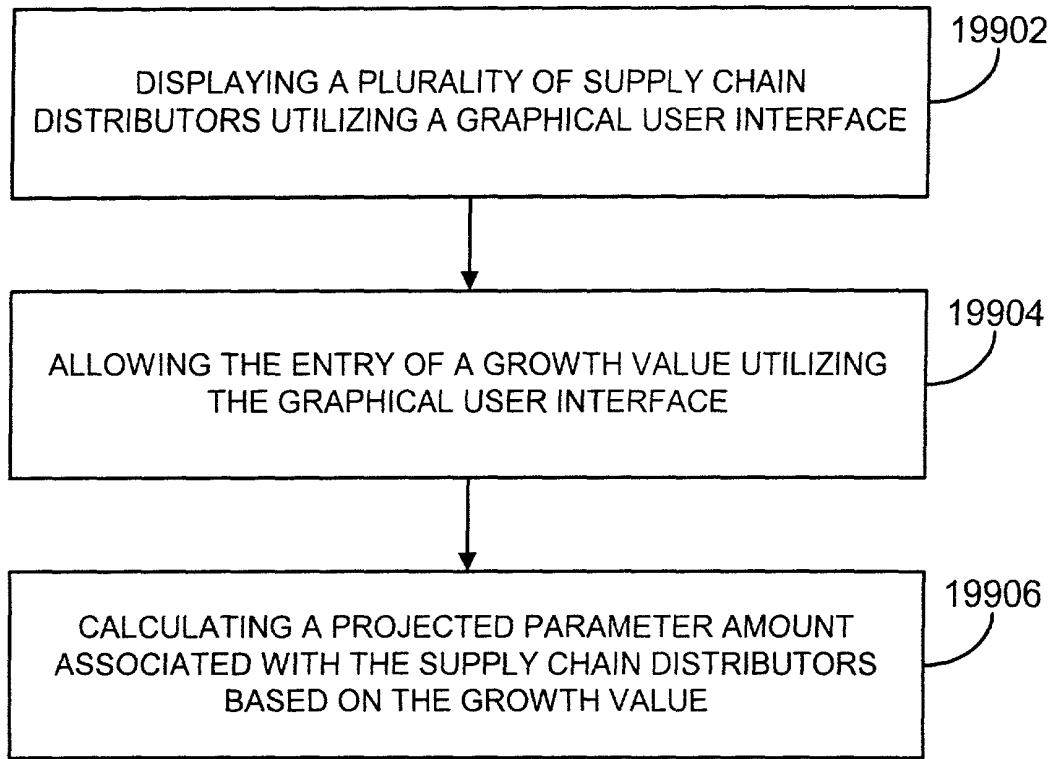 19902
DISPLAYING A PLURALITY OF SUPPLY CHAIN
DISTRIBUTORS UTILIZING A GRAPHICAL USER INTERFACE
19904
ALLOWING THE ENTRY OF A GROWTH VALUE UTILIZING
THE GRAPHICAL USER INTERFACE
19906
CALCULATING A PROJECTED PARAMETER AMOUNT
ASSOCIATED WITH THE SUPPLY CHAIN DISTRIBUTORS
BASED ON THE GROWTH VALUE